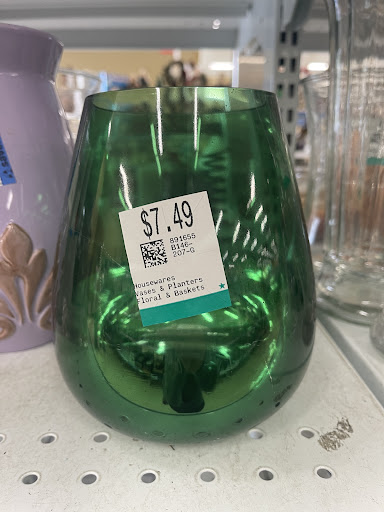 $7.49
891655
B146-
207-G
Housewares
Vases & Planters
Floral & Baskets